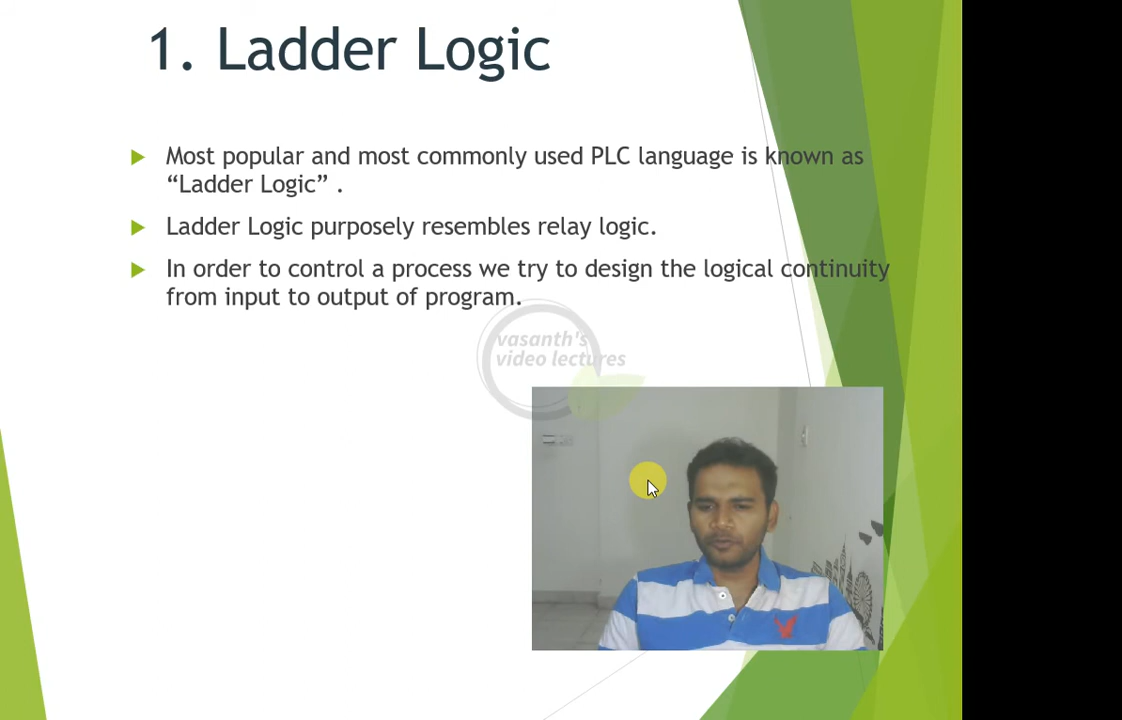 1. Ladder Logic
Most popular and most commonly used PLC language is known as
“Ladder Logic” .
Ladder Logic purposely resembles relay logic.
In order to control a process we try to design the logical continuity
from input to output of program.
vasanth's
video lectures